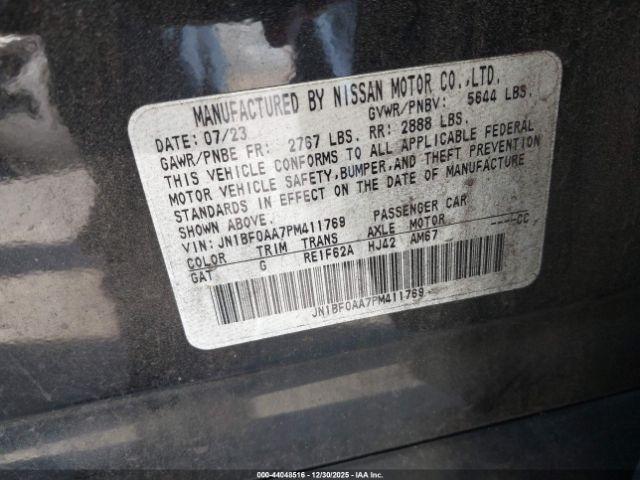 MANUFACTURED BY NISSAN MOTOR CO.,LTD.
DATE: 07/23 GVWR/PNBV: 5644 LBS.
GAWR/PNBE FR: 2767 LBS. RR: 2888 LBS.
THIS VEHICLE CONFORMS TO ALL APPLICABLE FEDERAL
MOTOR VEHICLE SAFETY,BUMPER,AND THEFT PREVENTION
STANDARDS IN EFFECT ON THE DATE OF MANUFACTURE
SHOWN ABOVE.
VIN: JN1BF0AA7PM411769 PASSENGER CAR
COLOR TRIM TRANS AXLE MOTOR ----CC
GAT G RE1F62A HJ42 AM67
JN1BF0AA7PM411769
000-44048516 - 12/30/2025 - IAA Inc.